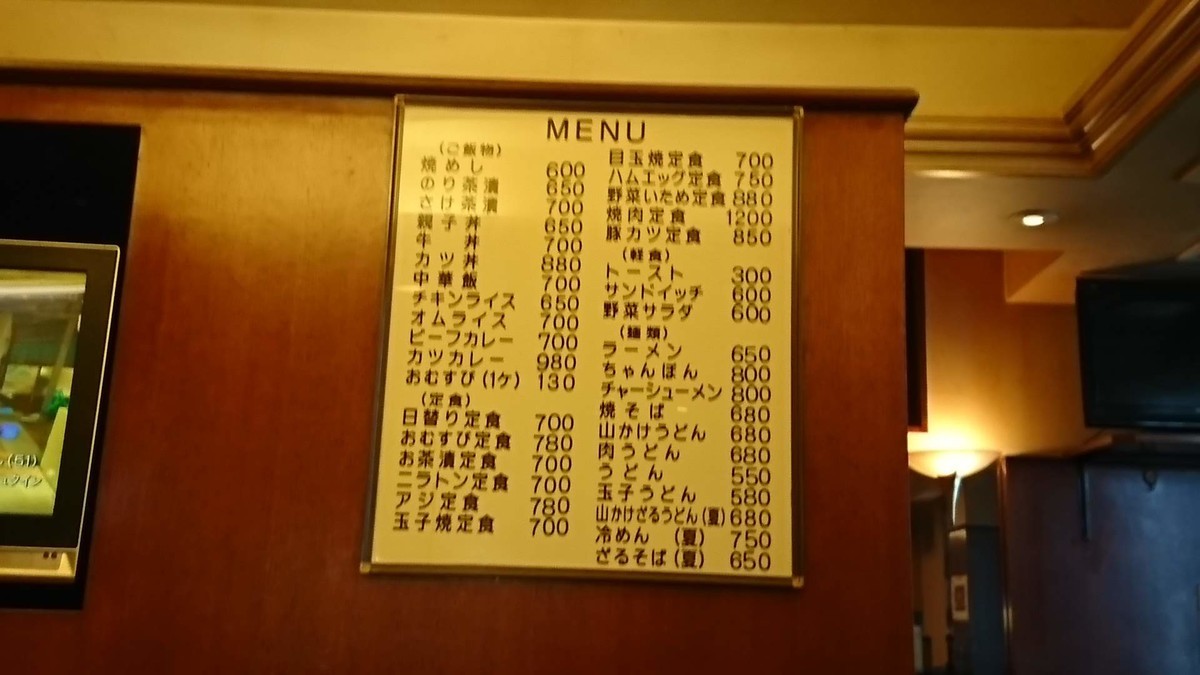 MENU
(ご飯物)
焼めし 600
のり茶漬 650
さけ茶漬 700
親子丼 650
牛丼 700
カツ丼 880
中華飯 700
チキンライス 650
オムライス 700
ビーフカレー 700
カツカレー 980
おむすび(1ケ) 130
(定食)
日替り定食 700
おむすび定食 780
お茶漬定食 700
ニラトン定食 700
アジ定食 780
玉子焼定食 700
目玉焼定食 700
ハムエッグ定食 750
野菜いため定食 880
焼肉定食 1200
豚カツ定食 850
(軽食)
トースト 300
サンドイッチ 600
野菜サラダ 600
(麺類)
ラーメン 650
ちゃんぽん 800
チャーシューメン 800
焼そば 680
山かけうどん 680
肉うどん 680
うどん 550
玉子うどん 580
山かけざるうどん(夏) 680
冷めん (夏) 750
ざるそば(夏) 650
(51)